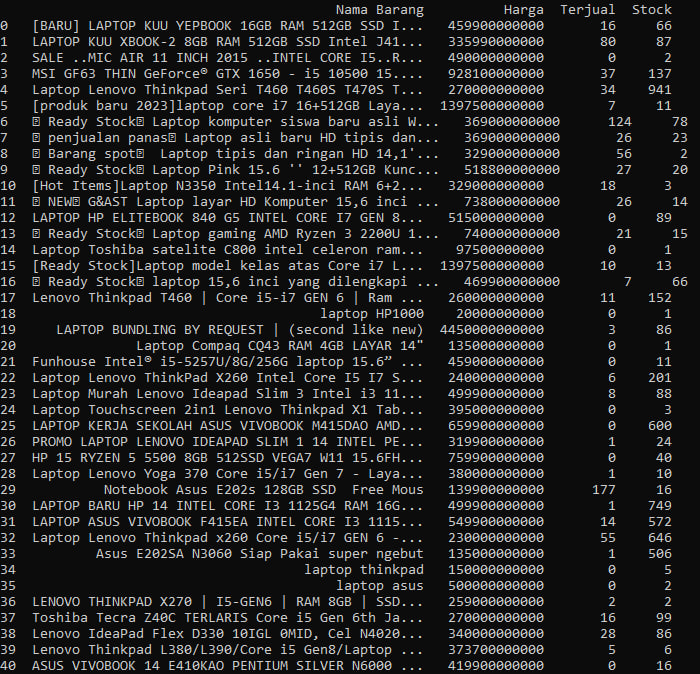 Nama Barang Harga Terjual Stock
0 [BARU] LAPTOP KUU YEPBOOK 16GB RAM 512GB SSD I... 459900000000 16 66
1 LAPTOP KUU XBOOK-2 8GB RAM 512GB SSD Intel J41... 335990000000 80 87
2 SALE ..MIC AIR 11 INCH 2015 ..INTEL CORE I5..R... 490000000000 0 2
3 MSI GF63 THIN GeForce® GTX 1650 - i5 10500 15.... 928100000000 37 137
4 Laptop Lenovo Thinkpad Seri T460 T460S T470S T... 270000000000 34 941
5 [produk baru 2023]laptop core i7 16+512GB Laya... 1397500000000 7 11
6 Ready Stock Laptop komputer siswa baru asli W... 369000000000 124 78
7 penjualan panas Laptop asli baru HD tipis dan... 369000000000 26 23
8 Barang spot Laptop tipis dan ringan HD 14,1'... 329000000000 56 2
9 Ready Stock Laptop Pink 15.6 '' 12+512GB Kunc... 518800000000 27 20
10 [Hot Items]Laptop N3350 Intel14.1-inci RAM 6+2... 329000000000 18 3
11 NEW G&AST Laptop layar HD Komputer 15,6 inci ... 738000000000 26 14
12 LAPTOP HP ELITEBOOK 840 G5 INTEL CORE I7 GEN 8... 515000000000 0 89
13 Ready Stock Laptop gaming AMD Ryzen 3 2200U 1... 740000000000 21 15
14 Laptop Toshiba satelite C800 intel celeron ram... 97500000000 0 1
15 [Ready Stock]Laptop model kelas atas Core i7 L... 1397500000000 10 13
16 Ready Stock laptop 15,6 inci yang dilengkapi ... 469900000000 7 66
17 Lenovo Thinkpad T460 | Core i5-i7 GEN 6 | Ram ... 260000000000 11 152
18 laptop HP1000 20000000000 0 1
19 LAPTOP BUNDLING BY REQUEST | (second like new) 4450000000000 3 86
20 Laptop Compaq CQ43 RAM 4GB LAYAR 14" 135000000000 0 1
21 Funhouse Intel® i5-5257U/8G/256G laptop 15.6” ... 459000000000 0 11
22 Laptop Lenovo ThinkPad X260 Intel Core I5 I7 S... 240000000000 6 201
23 Laptop Murah Lenovo Ideapad Slim 3 Intel i3 11... 499900000000 8 88
24 Laptop Touchscreen 2in1 Lenovo Thinkpad X1 Tab... 395000000000 0 3
25 LAPTOP KERJA SEKOLAH ASUS VIVOBOOK M415DAO AMD... 659900000000 0 600
26 PROMO LAPTOP LENOVO IDEAPAD SLIM 1 14 INTEL PE... 319900000000 1 24
27 HP 15 RYZEN 5 5500 8GB 512SSD VEGA7 W11 15.6FH... 759900000000 0 40
28 Laptop Lenovo Yoga 370 Core i5/i7 Gen 7 - Laya... 380000000000 1 10
29 Notebook Asus E202s 128GB SSD Free Mous 139900000000 177 16
30 LAPTOP BARU HP 14 INTEL CORE I3 1125G4 RAM 16G... 499900000000 1 749
31 LAPTOP ASUS VIVOBOOK F415EA INTEL CORE I3 1115... 549900000000 14 572
32 Laptop Lenovo Thinkpad x260 Core i5/i7 GEN 6 -... 230000000000 55 646
33 Asus E202SA N3060 Siap Pakai super ngebut 135000000000 1 506
34 laptop thinkpad 150000000000 0 5
35 laptop asus 500000000000 0 2
36 LENOVO THINKPAD X270 | I5-GEN6 | RAM 8GB | SSD... 259000000000 2 2
37 Toshiba Tecra Z40C TERLARIS Core i5 Gen 6th Ja... 270000000000 16 99
38 Lenovo IdeaPad Flex D330 10IGL 0MID, Cel N4020... 340000000000 28 86
39 Lenovo Thinkpad L380/L390/Core i5 Gen8/Laptop ... 373700000000 5 6
40 ASUS VIVOBOOK 14 E410KAO PENTIUM SILVER N6000 ... 419900000000 0 16